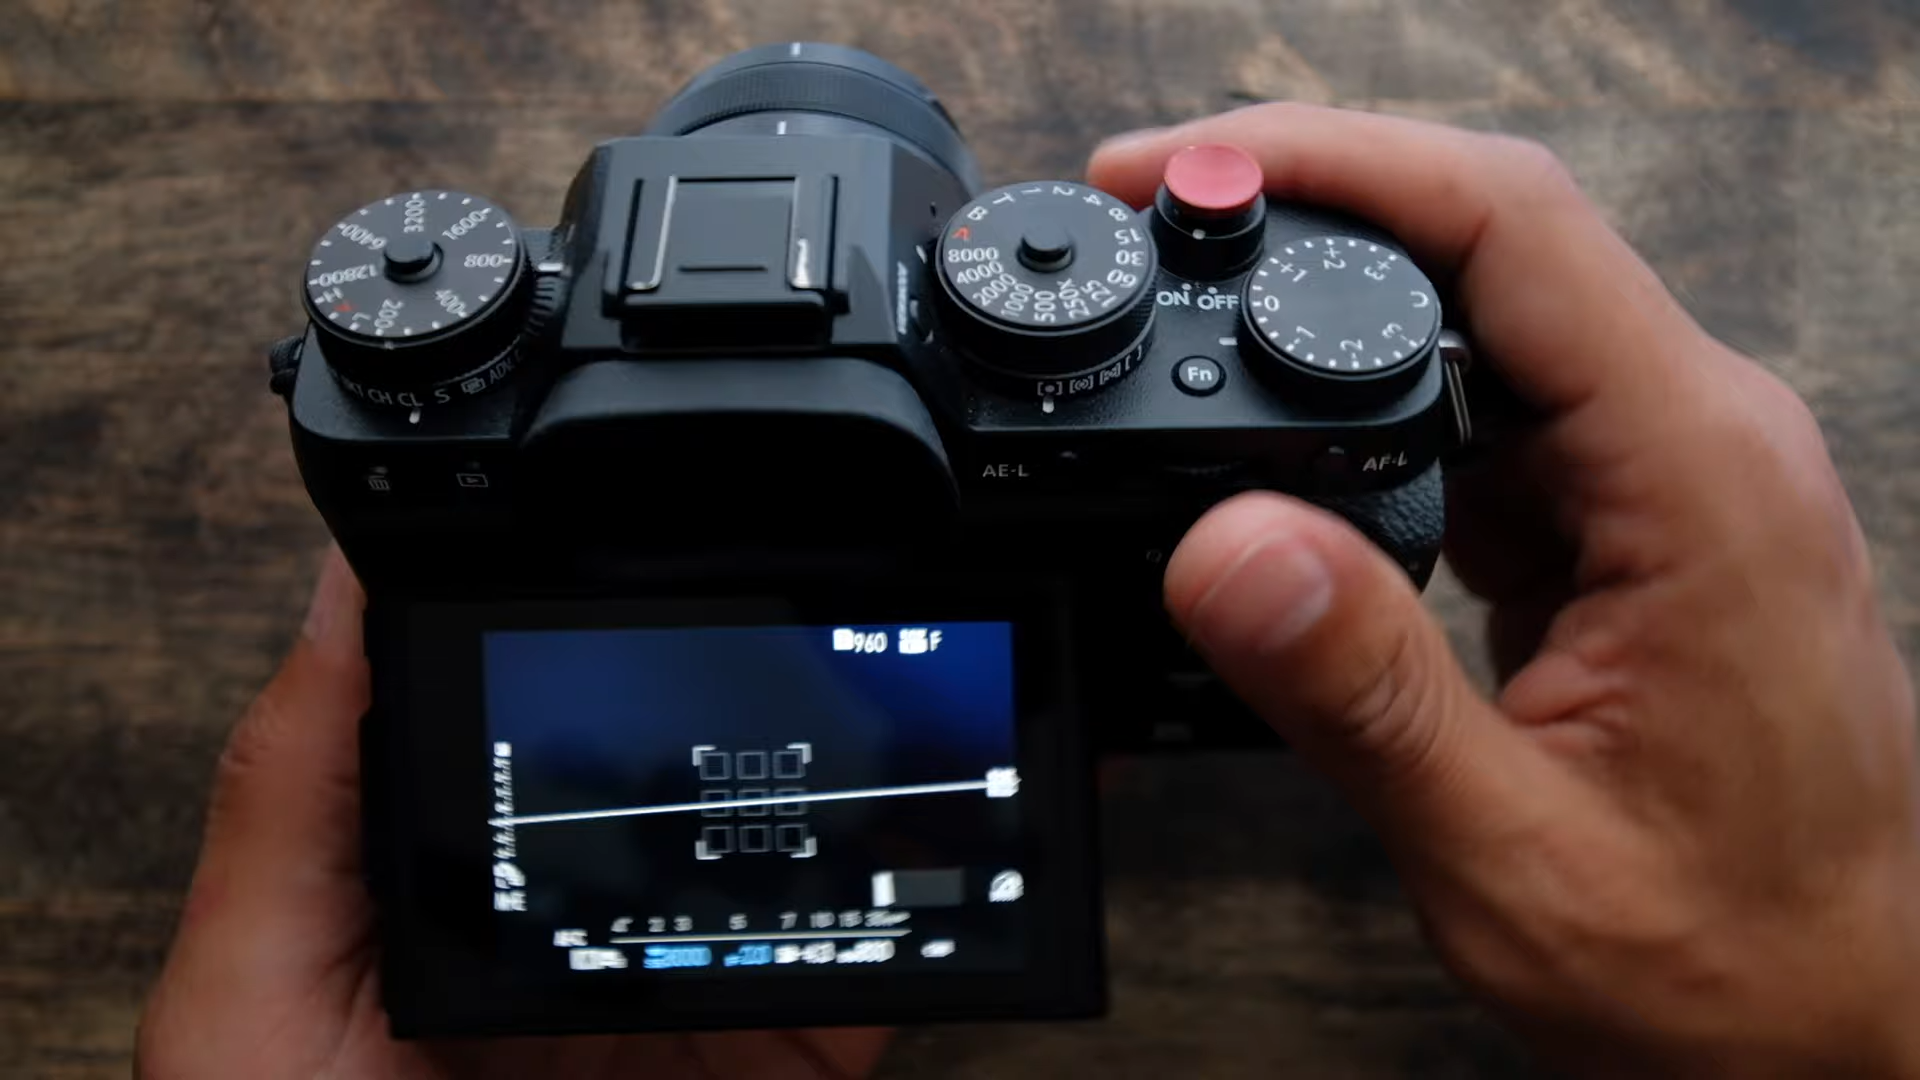 3200
1600
800
400
200
L
H
12800
6400
CH CL S ADV.
B T 1 2 4 8 15 30 60 125 250X 500 1000 2000 4000 8000 A
ON OFF
+1 +2 +3 C
0
-1 -2 -3
Fn
AE-L
AF-L
960 F
2 3 5 7 10 15